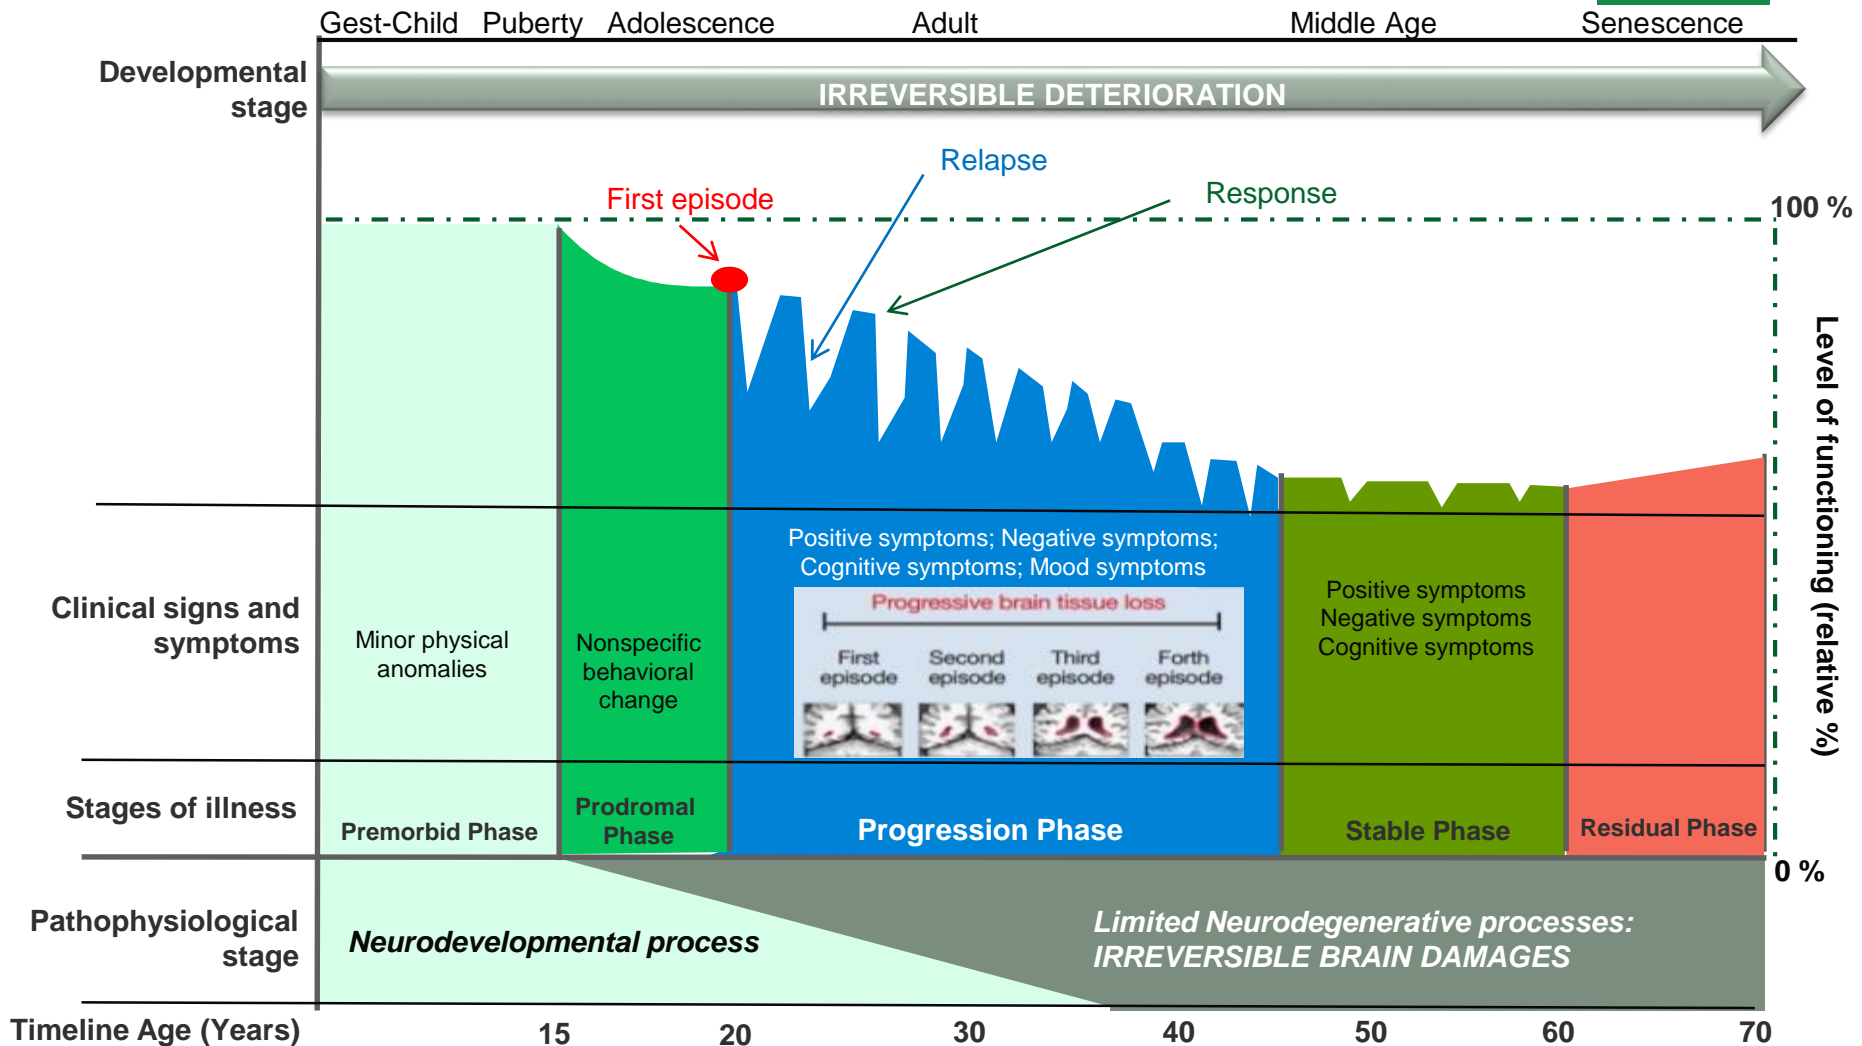 Gest-Child Puberty Adolescence Adult Middle Age Senescence
Developmental
stage
IRREVERSIBLE DETERIORATION
Relapse
Response
First episode
100 %
Level of functioning (relative %)
Positive symptoms; Negative symptoms;
Cognitive symptoms; Mood symptoms
Progressive brain tissue loss
First
episode
Second
episode
Third
episode
Forth
episode
Positive symptoms
Negative symptoms
Cognitive symptoms
Clinical signs and
symptoms
Minor physical
anomalies
Nonspecific
behavioral
change
Stages of illness
Premorbid Phase
Prodromal
Phase
Progression Phase
Stable Phase
Residual Phase
0 %
Pathophysiological
stage
Neurodevelopmental process
Limited Neurodegenerative processes:
IRREVERSIBLE BRAIN DAMAGES
Timeline Age (Years) 15 20 30 40 50 60 70